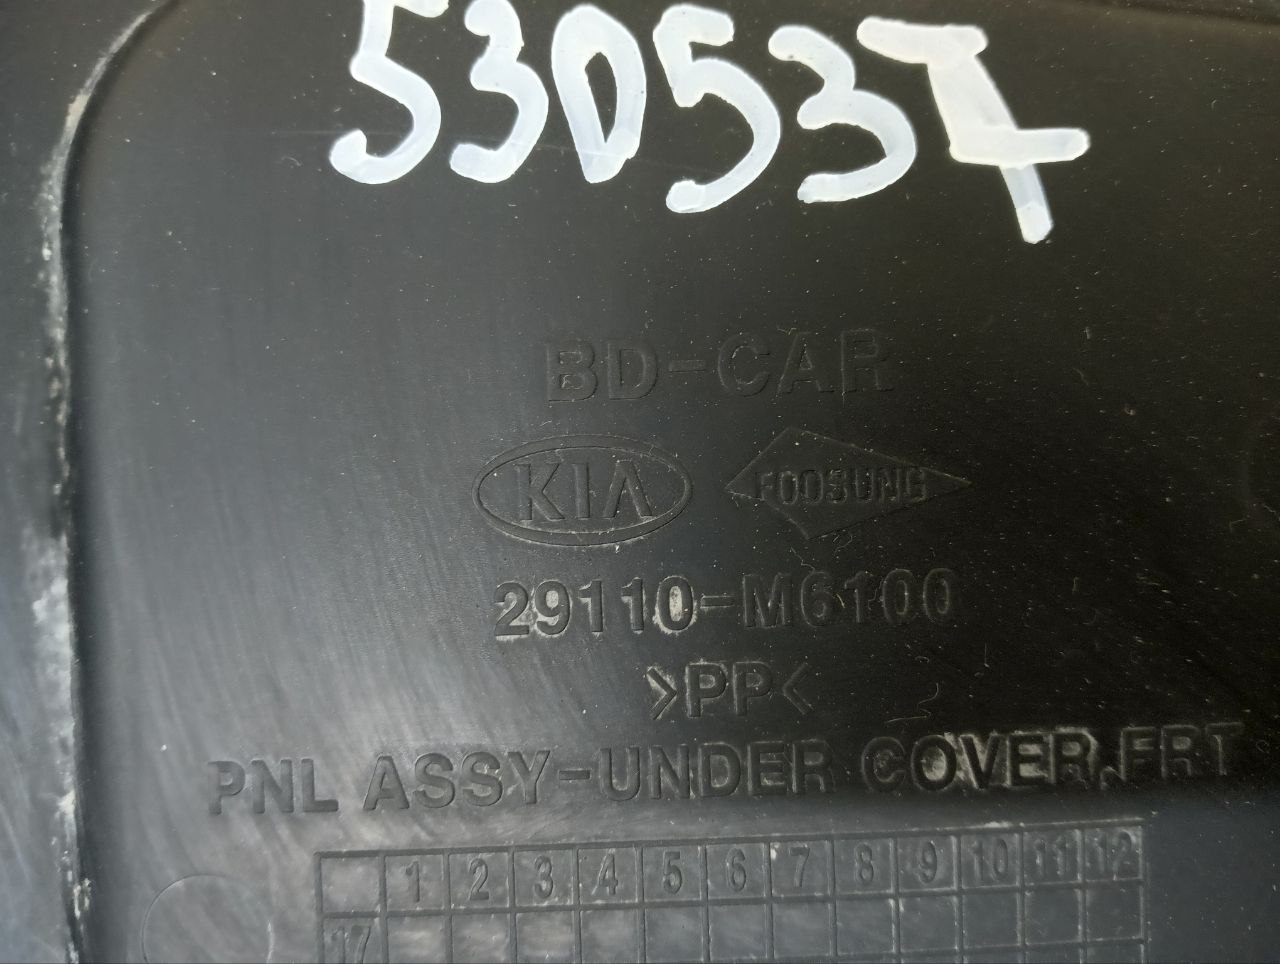 530537
BD-CAR
KIA FOOSUNG
29110-M6100
>PP<
PNL ASSY-UNDER COVER,FRT
1 2 3 4 5 6 7 8 9 10 11 12
17